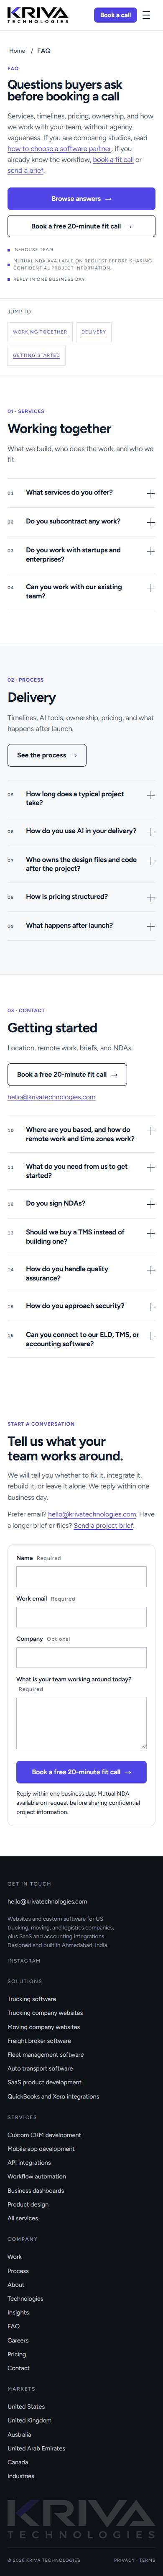 KRIVA
TECHNOLOGIES
Book a call
Home / FAQ
FAQ
Questions buyers ask
before booking a call
Services, timelines, pricing, ownership, and how
we work with your team, without agency
vagueness. If you are comparing studios, read
how to choose a software partner; if you
already know the workflow, book a fit call or
send a brief.
Browse answers →
Book a free 20-minute fit call →
IN-HOUSE TEAM
MUTUAL NDA AVAILABLE ON REQUEST BEFORE SHARING
CONFIDENTIAL PROJECT INFORMATION.
REPLY IN ONE BUSINESS DAY
JUMP TO
WORKING TOGETHER
DELIVERY
GETTING STARTED
01 · SERVICES
Working together
What we build, who does the work, and who we
fit.
01 What services do you offer?
02 Do you subcontract any work?
03 Do you work with startups and
enterprises?
04 Can you work with our existing
team?
02 · PROCESS
Delivery
Timelines, AI tools, ownership, pricing, and what
happens after launch.
See the process →
05 How long does a typical project
take?
06 How do you use AI in your delivery?
07 Who owns the design files and code
after the project?
08 How is pricing structured?
09 What happens after launch?
03 · CONTACT
Getting started
Location, remote work, briefs, and NDAs.
Book a free 20-minute fit call →
hello@krivatechnologies.com
10 Where are you based, and how do
remote work and time zones work?
11 What do you need from us to get
started?
12 Do you sign NDAs?
13 Should we buy a TMS instead of
building one?
14 How do you handle quality
assurance?
15 How do you approach security?
16 Can you connect to our ELD, TMS, or
accounting software?
START A CONVERSATION
Tell us what your
team works around.
We will tell you whether to fix it, integrate it,
rebuild it, or leave it alone. We reply within one
business day.
Prefer email? hello@krivatechnologies.com. Have
a longer brief or files? Send a project brief.
Name Required
Work email Required
Company Optional
What is your team working around today?
Required
Book a free 20-minute fit call →
Reply within one business day. Mutual NDA
available on request before sharing confidential
project information.
GET IN TOUCH
hello@krivatechnologies.com
Websites and custom software for US
trucking, moving, and logistics companies,
plus SaaS and accounting integrations.
Designed and built in Ahmedabad, India.
INSTAGRAM
SOLUTIONS
Trucking software
Trucking company websites
Moving company websites
Freight broker software
Fleet management software
Auto transport software
SaaS product development
QuickBooks and Xero integrations
SERVICES
Custom CRM development
Mobile app development
API integrations
Workflow automation
Business dashboards
Product design
All services
COMPANY
Work
Process
About
Technologies
Insights
FAQ
Careers
Pricing
Contact
MARKETS
United States
United Kingdom
Australia
United Arab Emirates
Canada
Industries
KRIVA
TECHNOLOGIES
© 2026 KRIVA TECHNOLOGIES
PRIVACY · TERMS